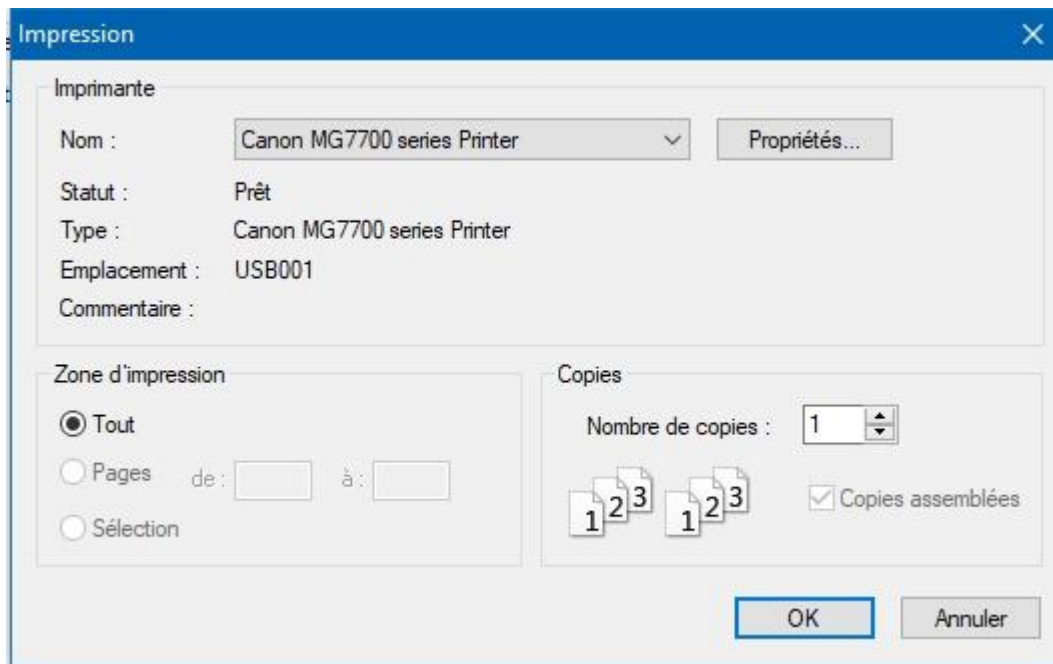 Impression
Imprimante
Nom : Canon MG7700 series Printer Propriétés...
Statut : Prêt
Type : Canon MG7700 series Printer
Emplacement : USB001
Commentaire :
Zone d'impression
Tout
Pages de : à :
Sélection
Copies
Nombre de copies : 1
1 2 3 1 2 3
Copies assemblées
OK Annuler